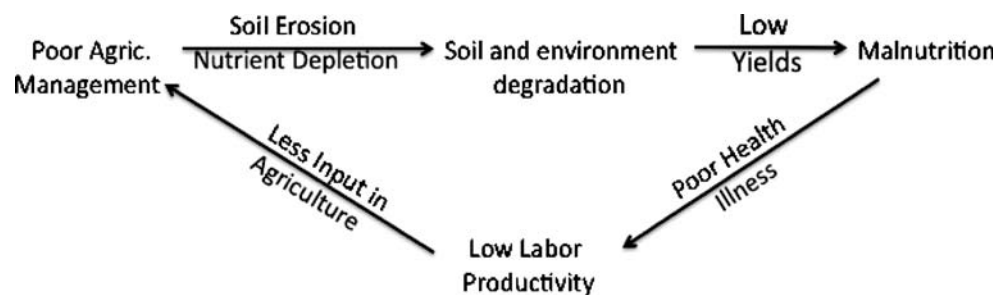 Poor Agric.
Management
Soil Erosion
Nutrient Depletion
Soil and environment
degradation
Low
Yields
Malnutrition
Poor Health
Illness
Low Labor
Productivity
Less Input in
Agriculture